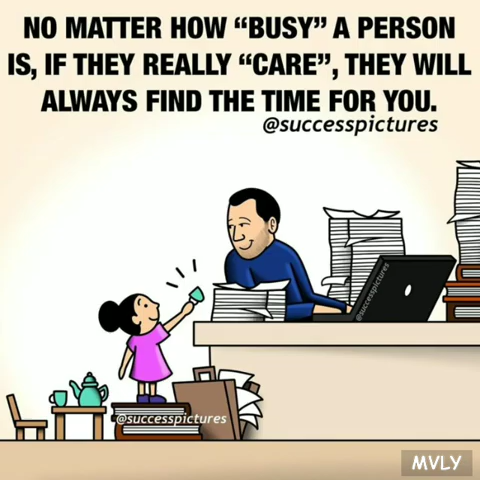 NO MATTER HOW “BUSY” A PERSON
IS, IF THEY REALLY “CARE”, THEY WILL
ALWAYS FIND THE TIME FOR YOU.
@successpictures
@successpictures
@successpictures
MVLY